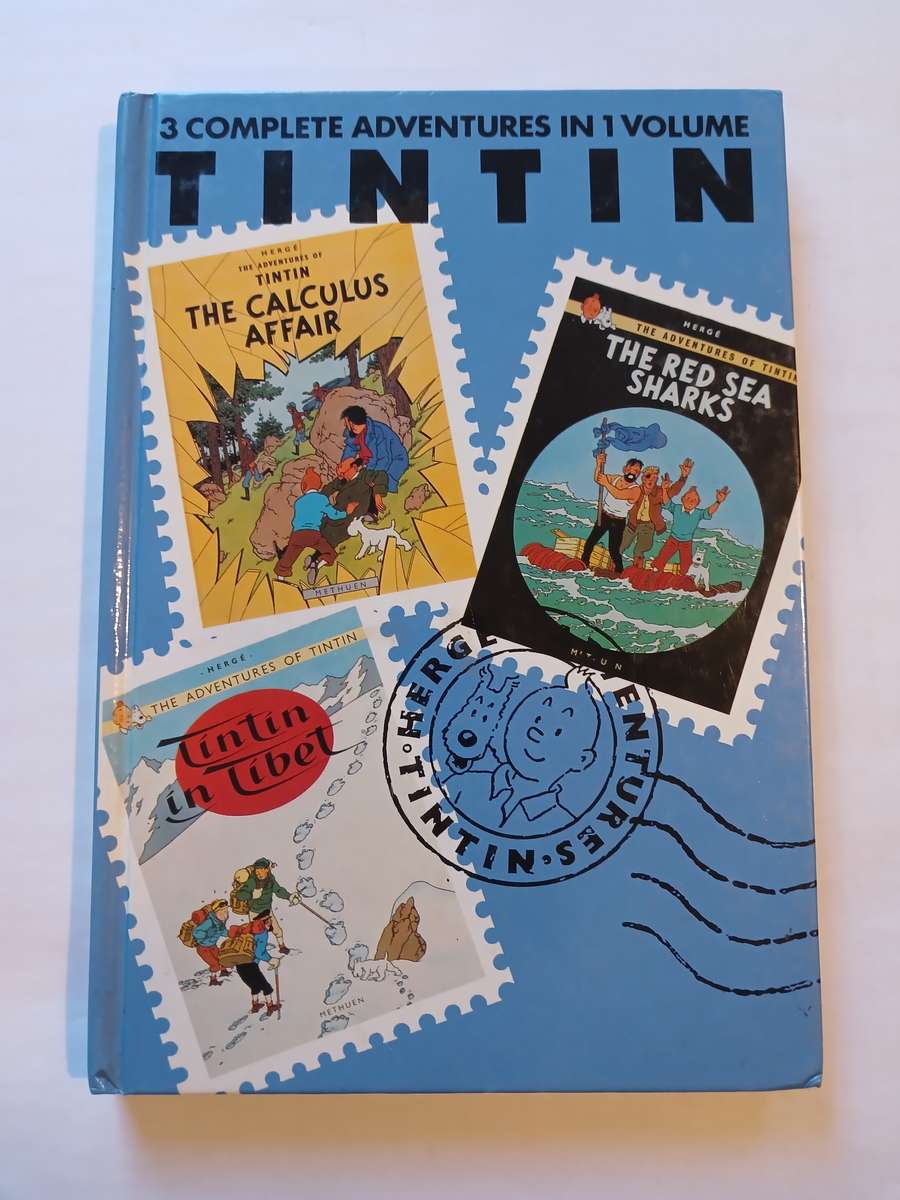 3 COMPLETE ADVENTURES IN 1 VOLUME
TINTIN
HERGÉ
THE ADVENTURES OF
TINTIN
THE CALCULUS
AFFAIR
METHUEN
HERGÉ
THE ADVENTURES OF TINTIN
THE RED SEA
SHARKS
·HERGÉ·
THE ADVENTURES OF TINTIN
tintin
in tibet
METHUEN
HERGÉ
ENTURES
TINTIN